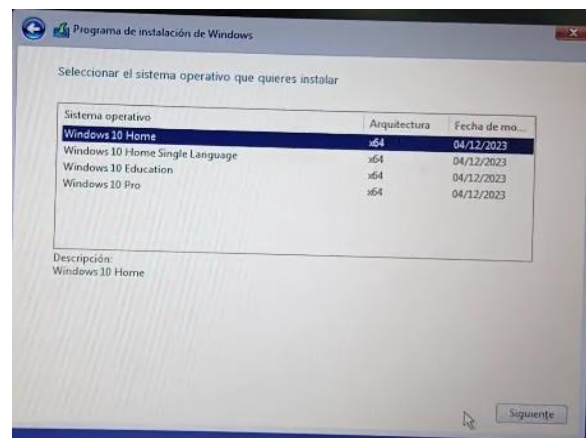 Programa de instalación de Windows
Seleccionar el sistema operativo que quieres instalar
Sistema operativo Arquitectura Fecha de mo...
Windows 10 Home x64 04/12/2023
Windows 10 Home Single Language x64 04/12/2023
Windows 10 Education x64 04/12/2023
Windows 10 Pro x64 04/12/2023
Descripción:
Windows 10 Home
Siguiente